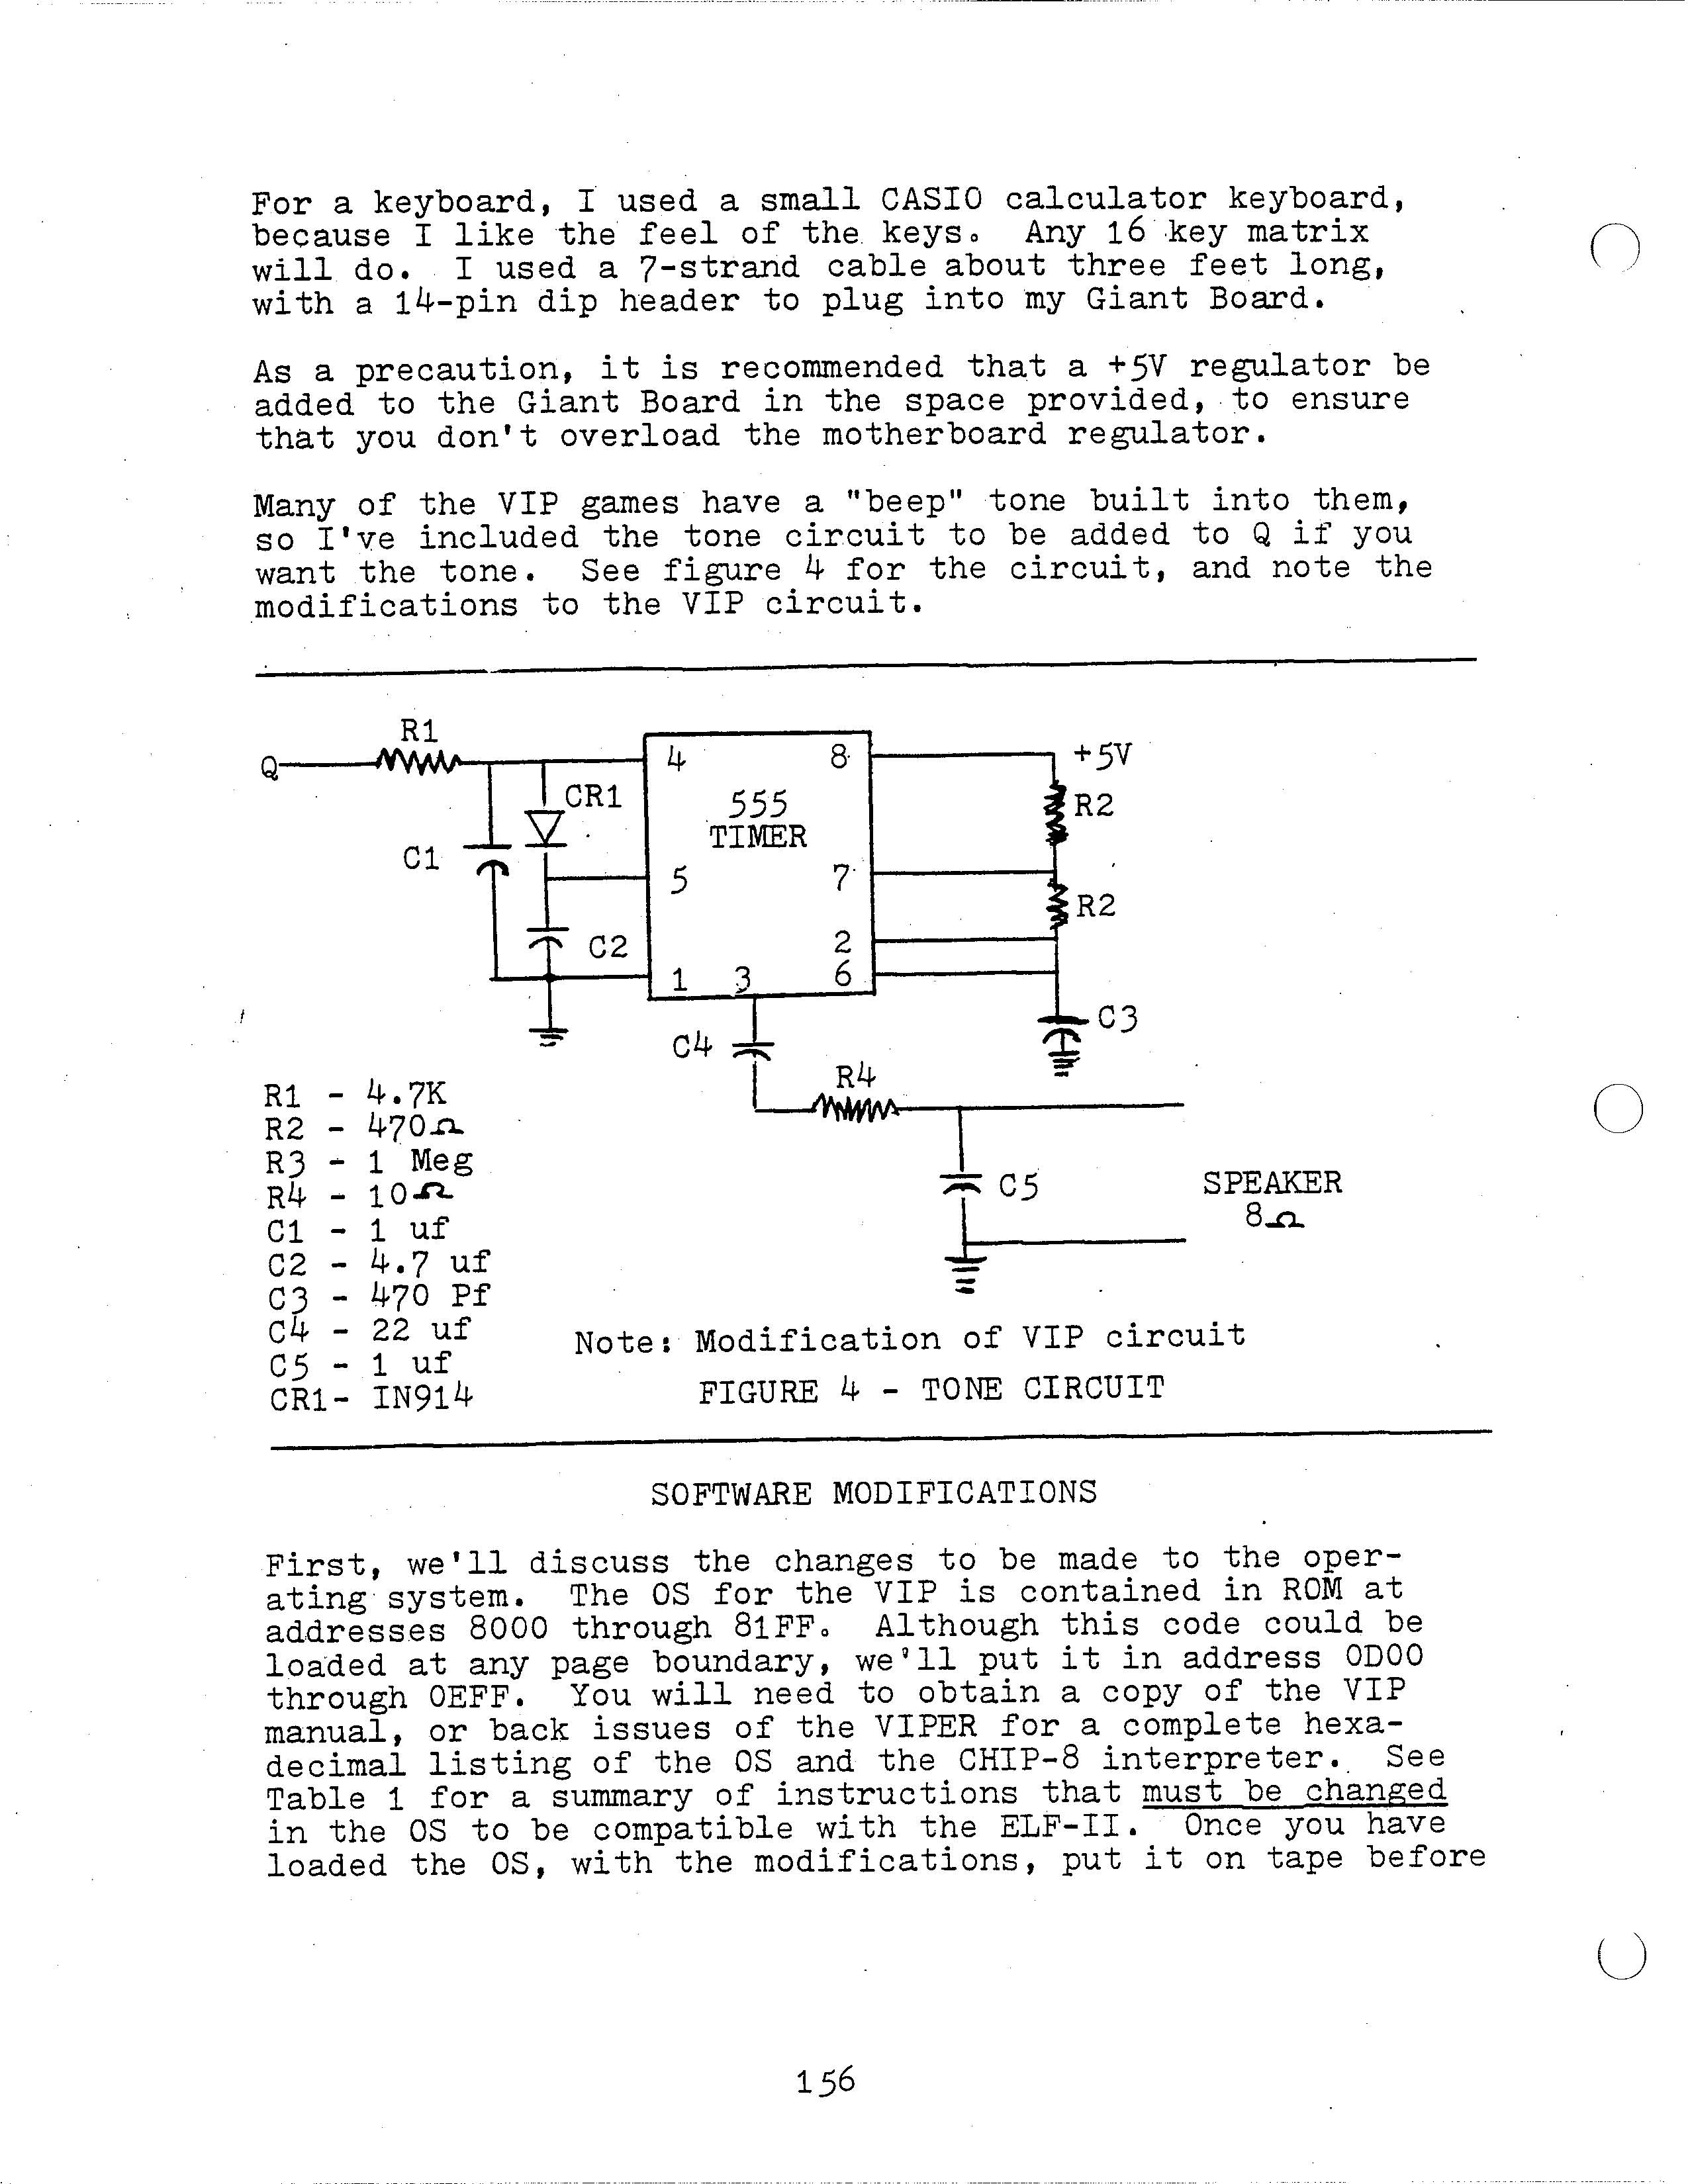 For a keyboard, I used a small CASIO calculator keyboard,
because I like the feel of the keys. Any 16 key matrix
will do. I used a 7-strand cable about three feet long,
with a 14-pin dip header to plug into my Giant Board.
As a precaution, it is recommended that a +5V regulator be
added to the Giant Board in the space provided, to ensure
that you don't overload the motherboard regulator.
Many of the VIP games have a "beep" tone built into them,
so I've included the tone circuit to be added to Q if you
want the tone. See figure 4 for the circuit, and note the
modifications to the VIP circuit.
R1
Q
4 8
+5V
CR1
555
TIMER
R2
C1
5 7
R2
C2
2
1 3 6
C3
C4
R4
C5
SPEAKER
8Ω
R1 - 4.7K
R2 - 470Ω
R3 - 1 Meg
R4 - 10Ω
C1 - 1 uf
C2 - 4.7 uf
C3 - 470 Pf
C4 - 22 uf
C5 - 1 uf
CR1- IN914
Note: Modification of VIP circuit
FIGURE 4 - TONE CIRCUIT
SOFTWARE MODIFICATIONS
First, we'll discuss the changes to be made to the oper-
ating system. The OS for the VIP is contained in ROM at
addresses 8000 through 81FF. Although this code could be
loaded at any page boundary, we'll put it in address 0D00
through 0EFF. You will need to obtain a copy of the VIP
manual, or back issues of the VIPER for a complete hexa-
decimal listing of the OS and the CHIP-8 interpreter. See
Table 1 for a summary of instructions that must be changed
in the OS to be compatible with the ELF-II. Once you have
loaded the OS, with the modifications, put it on tape before
156